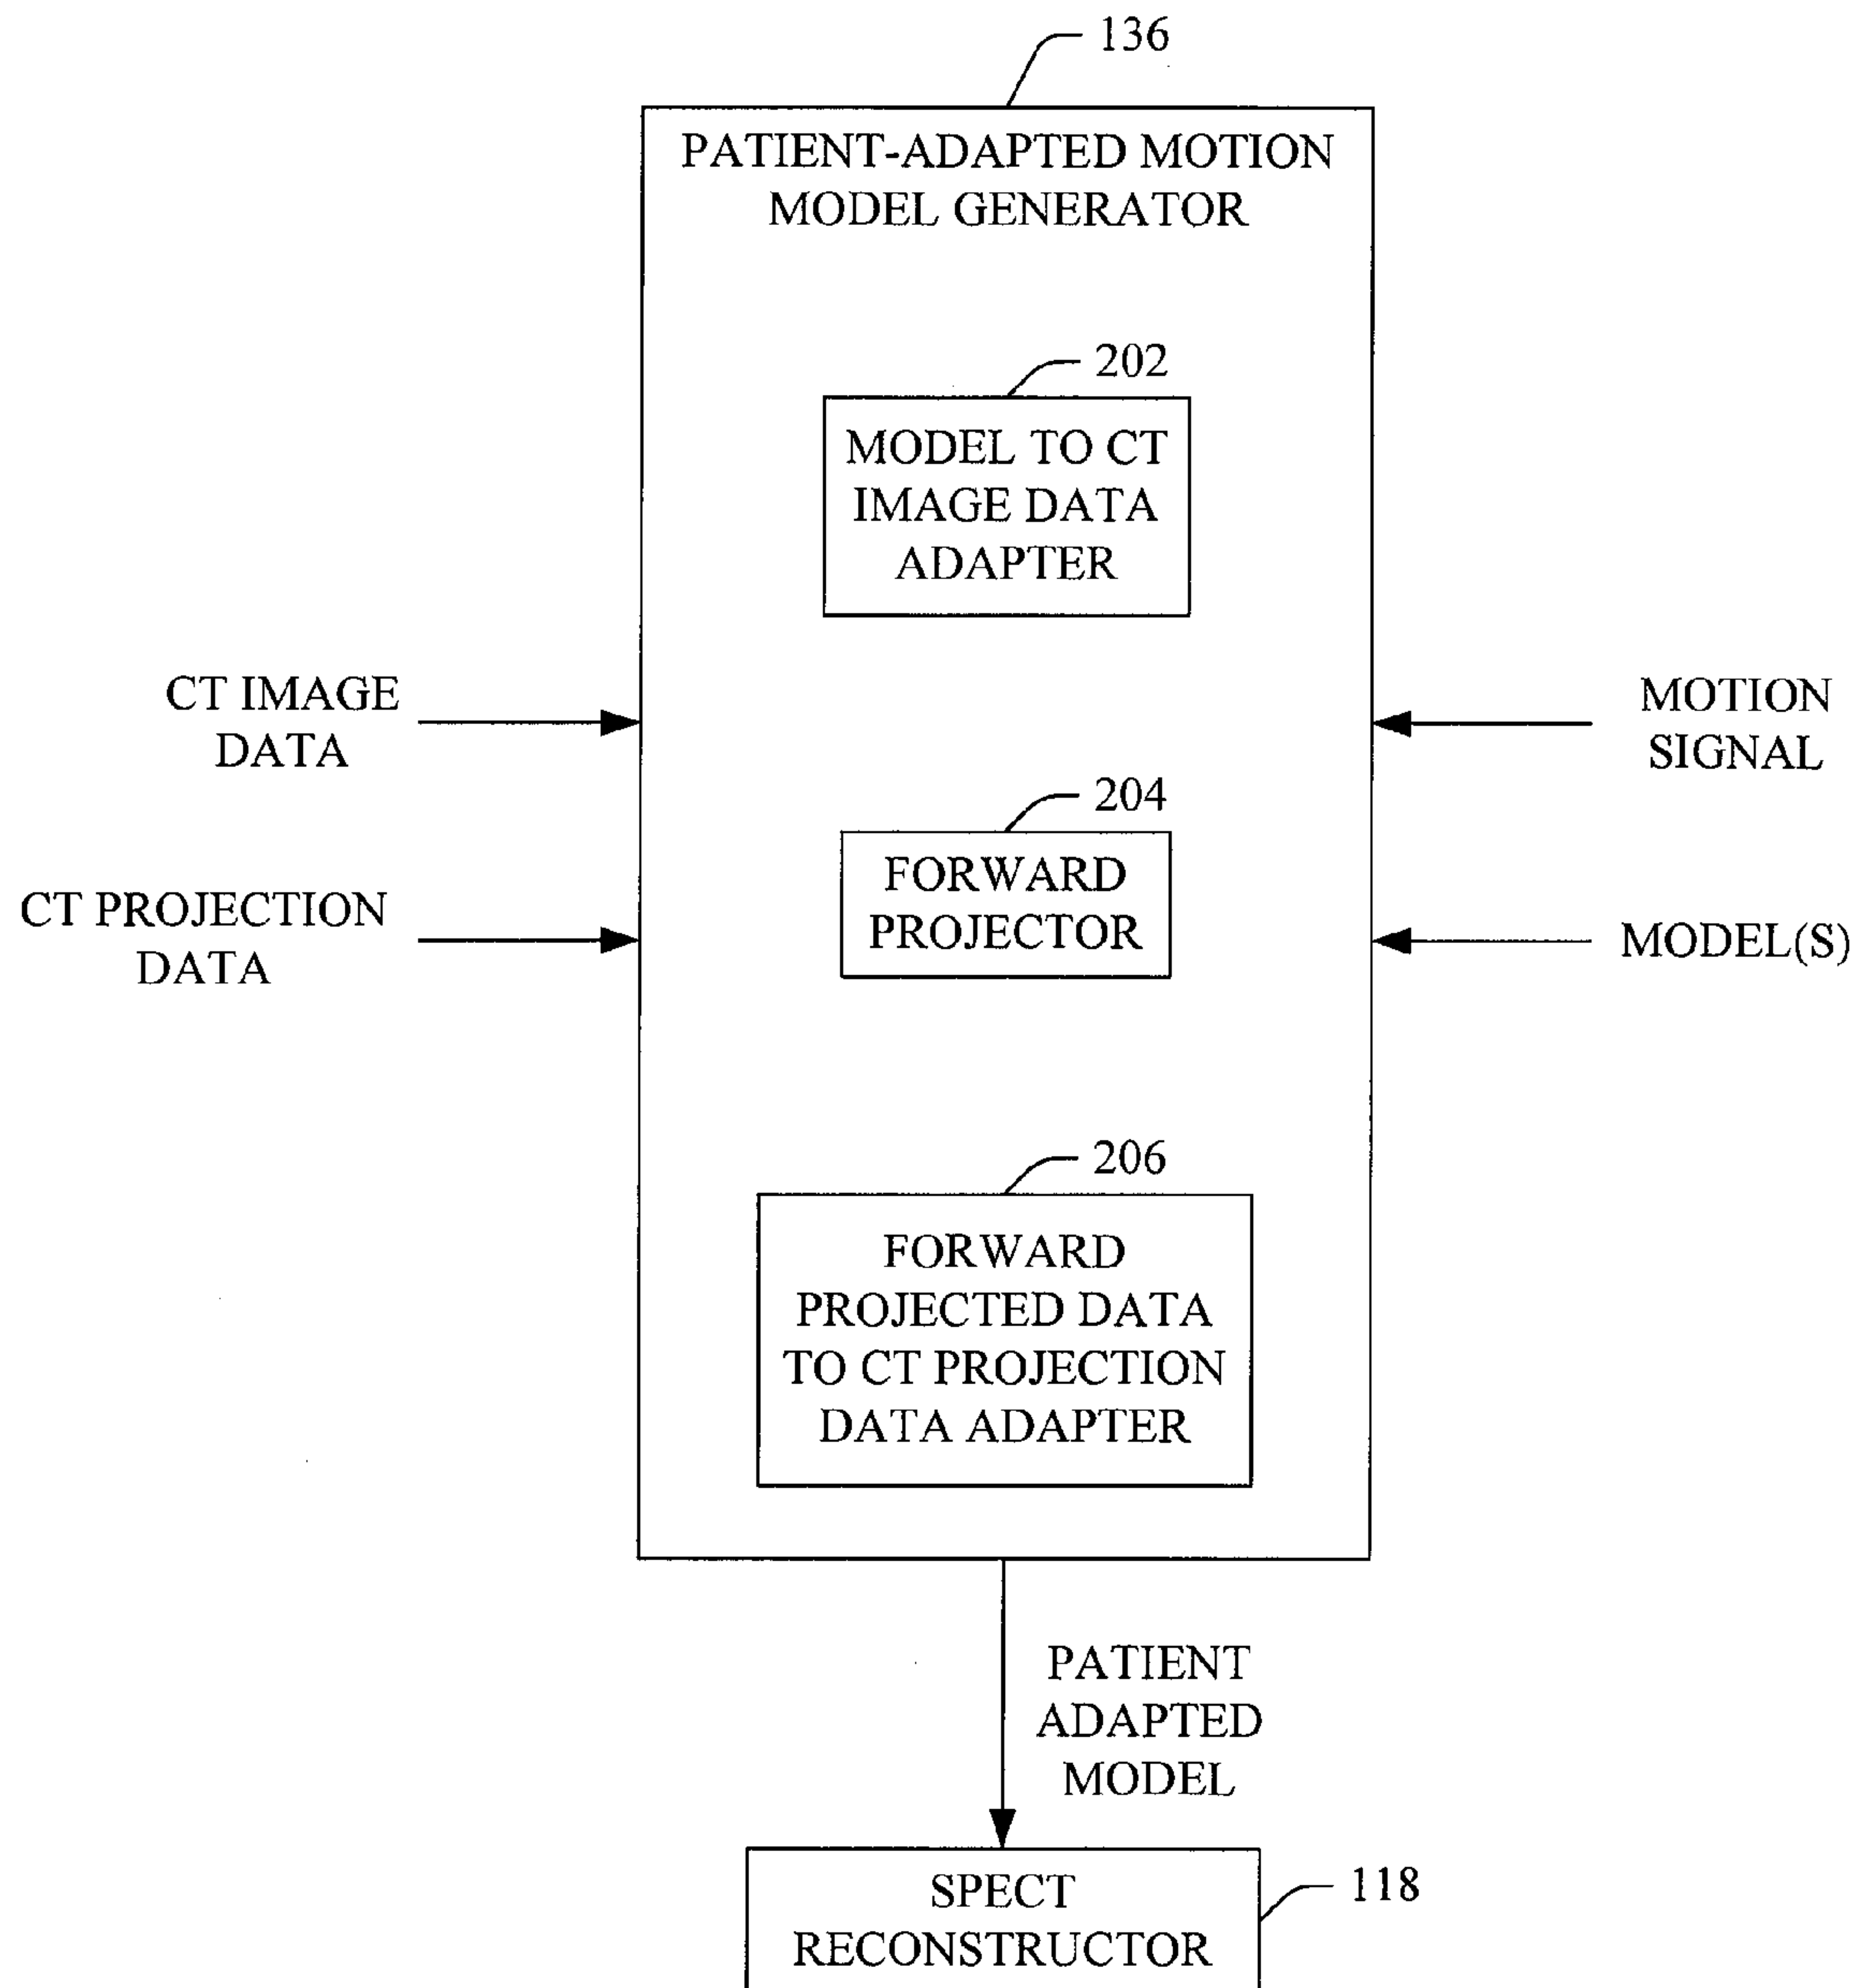 136
PATIENT-ADAPTED MOTION
MODEL GENERATOR
202
MODEL TO CT
IMAGE DATA
ADAPTER
CT IMAGE
DATA
MOTION
SIGNAL
204
FORWARD
PROJECTOR
CT PROJECTION
DATA
MODEL(S)
206
FORWARD
PROJECTED DATA
TO CT PROJECTION
DATA ADAPTER
PATIENT
ADAPTED
MODEL
SPECT
RECONSTRUCTOR
118